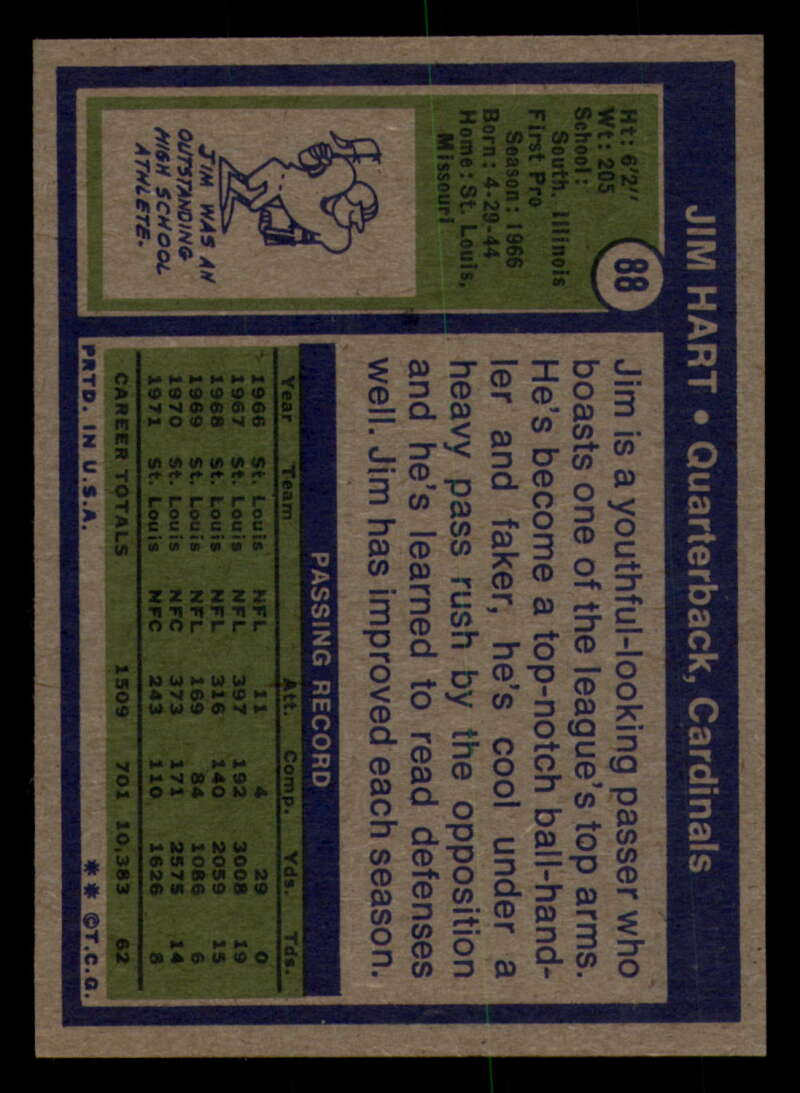 JIM HART • Quarterback, Cardinals
88
Ht: 6'2"
Wt: 205
School:
South. Illinois
First Pro
Season: 1966
Born: 4-29-44
Home: St. Louis,
Missouri
JIM WAS AN
OUTSTANDING
HIGH SCHOOL
ATHLETE.
Jim is a youthful-looking passer who
boasts one of the league's top arms.
He's become a top-notch ball-hand-
ler and faker, he's cool under a
heavy pass rush by the opposition
and he's learned to read defenses
well. Jim has improved each season.
PASSING RECORD
Year Team Att. Comp. Yds. Tds.
1966 St. Louis NFL 11 4 29 0
1967 St. Louis NFL 397 192 3008 19
1968 St. Louis NFL 316 140 2059 15
1969 St. Louis NFL 169 84 1086 6
1970 St. Louis NFC 373 171 2575 14
1971 St. Louis NFC 243 110 1626 8
CAREER TOTALS 1509 701 10,383 62
PRTD. IN U.S.A. ** ©T.C.G.